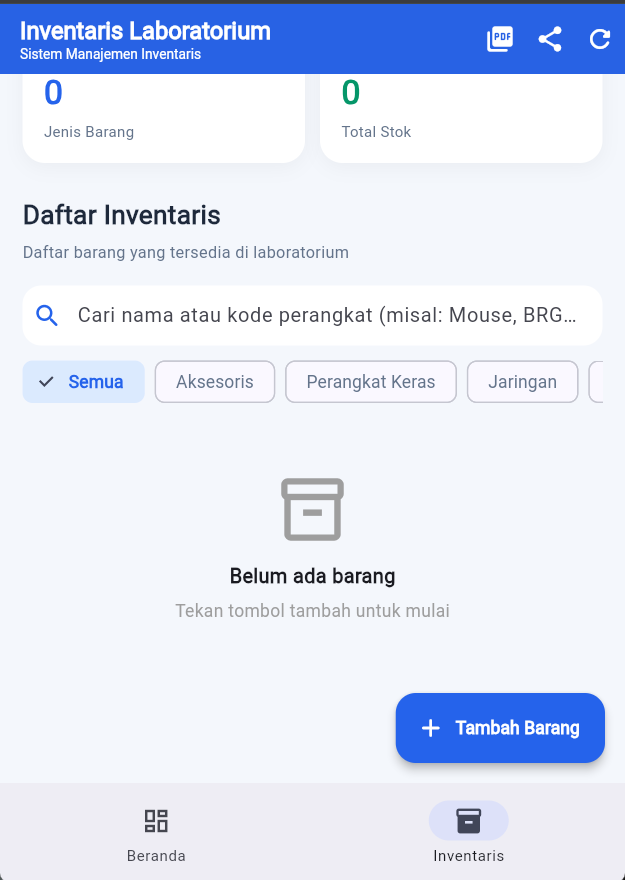 Inventaris Laboratorium
Sistem Manajemen Inventaris
PDF
0
0
Jenis Barang
Total Stok
Daftar Inventaris
Daftar barang yang tersedia di laboratorium
Cari nama atau kode perangkat (misal: Mouse, BRG...
Semua
Aksesoris
Perangkat Keras
Jaringan
Belum ada barang
Tekan tombol tambah untuk mulai
Tambah Barang
Beranda
Inventaris